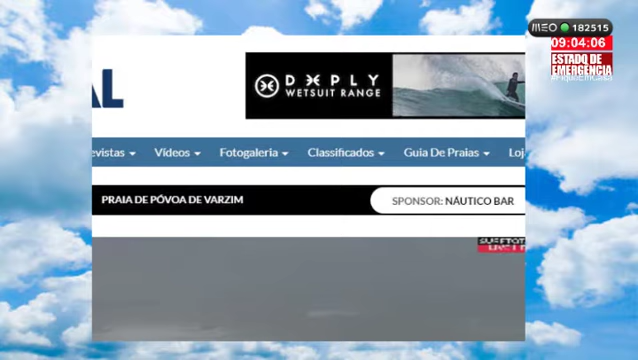 MEO 182515
09:04:06
ESTADO DE
EMERGÊNCIA
#FiqueEmCasa
AL
DEEPLY
WETSUIT RANGE
evistas Vídeos Fotogaleria Classificados Guia De Praias Loj
PRAIA DE PÓVOA DE VARZIM
SPONSOR: NÁUTICO BAR